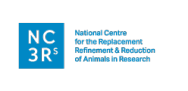 NC
3Rs
National Centre
for the Replacement
Refinement & Reduction
of Animals in Research